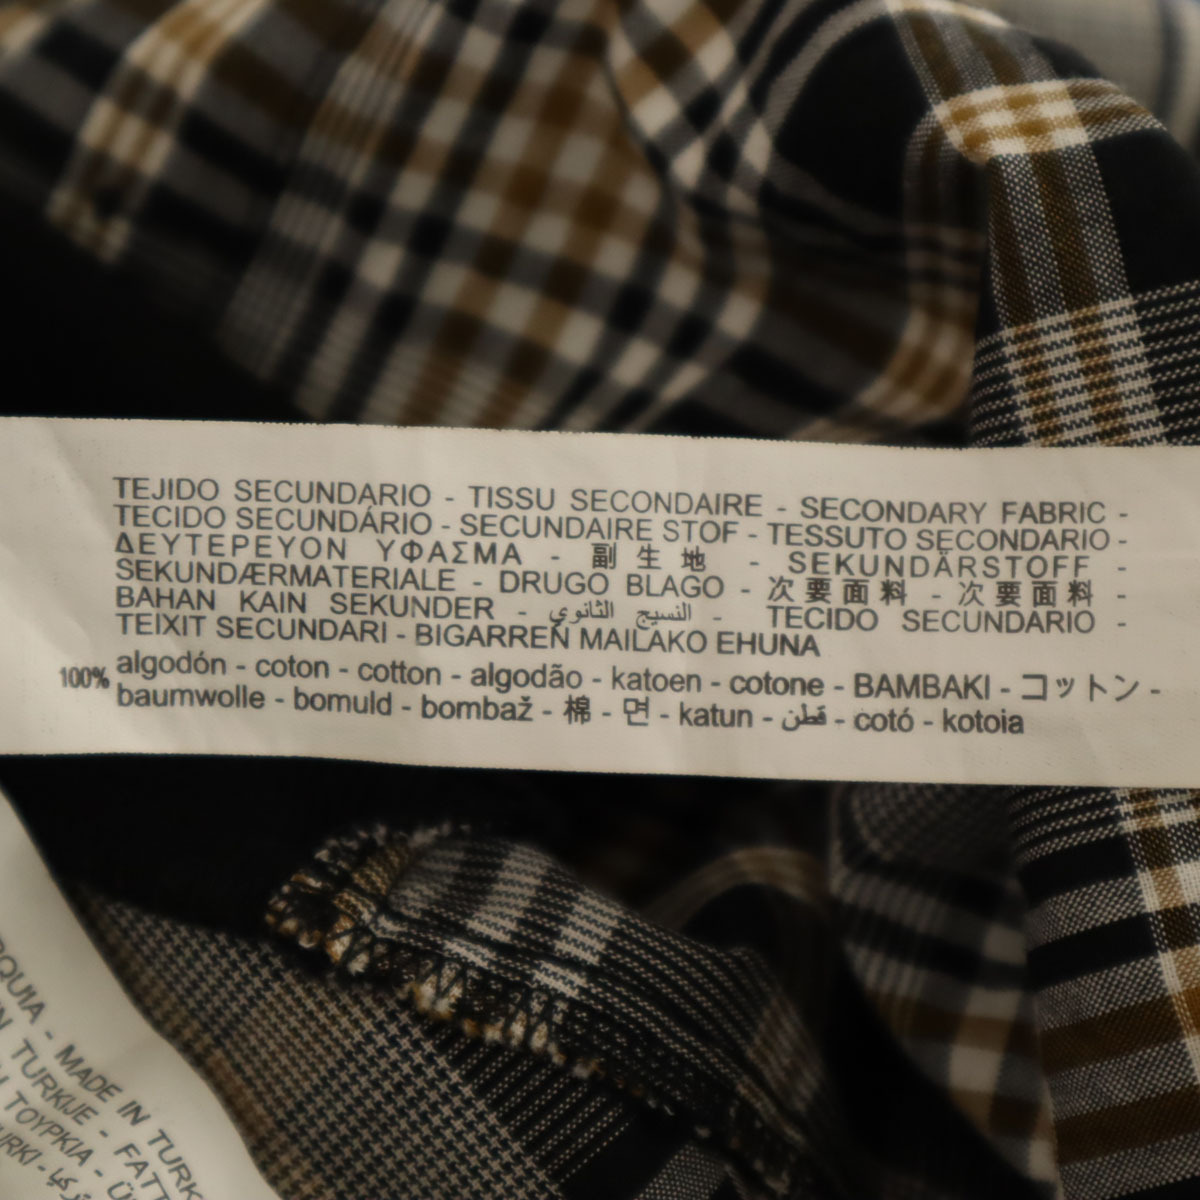 TEJIDO SECUNDARIO - TISSU SECONDAIRE - SECONDARY FABRIC -
TECIDO SECUNDÁRIO - SECUNDAIRE STOF - TESSUTO SECONDARIO -
ΔΕΥΤΕΡΕΥΟΝ ΥΦΑΣΜΑ - 副生地 - SEKUNDÄRSTOFF -
SEKUNDÆRMATERIALE - DRUGO BLAGO - 次要面料 - 次要面料 -
BAHAN KAIN SEKUNDER - النسيج الثانوي - TECIDO SECUNDÁRIO -
TEIXIT SECUNDARI - BIGARREN MAILAKO EHUNA
100% algodón - coton - cotton - algodão - katoen - cotone - BAMBAKI - コットン -
baumwolle - bomuld - bombaž - 棉 - 면 - katun - قطن - cotó - kotoia
- MADE IN
TURKIJE -
ΤΟΥΡΚΙΑ -